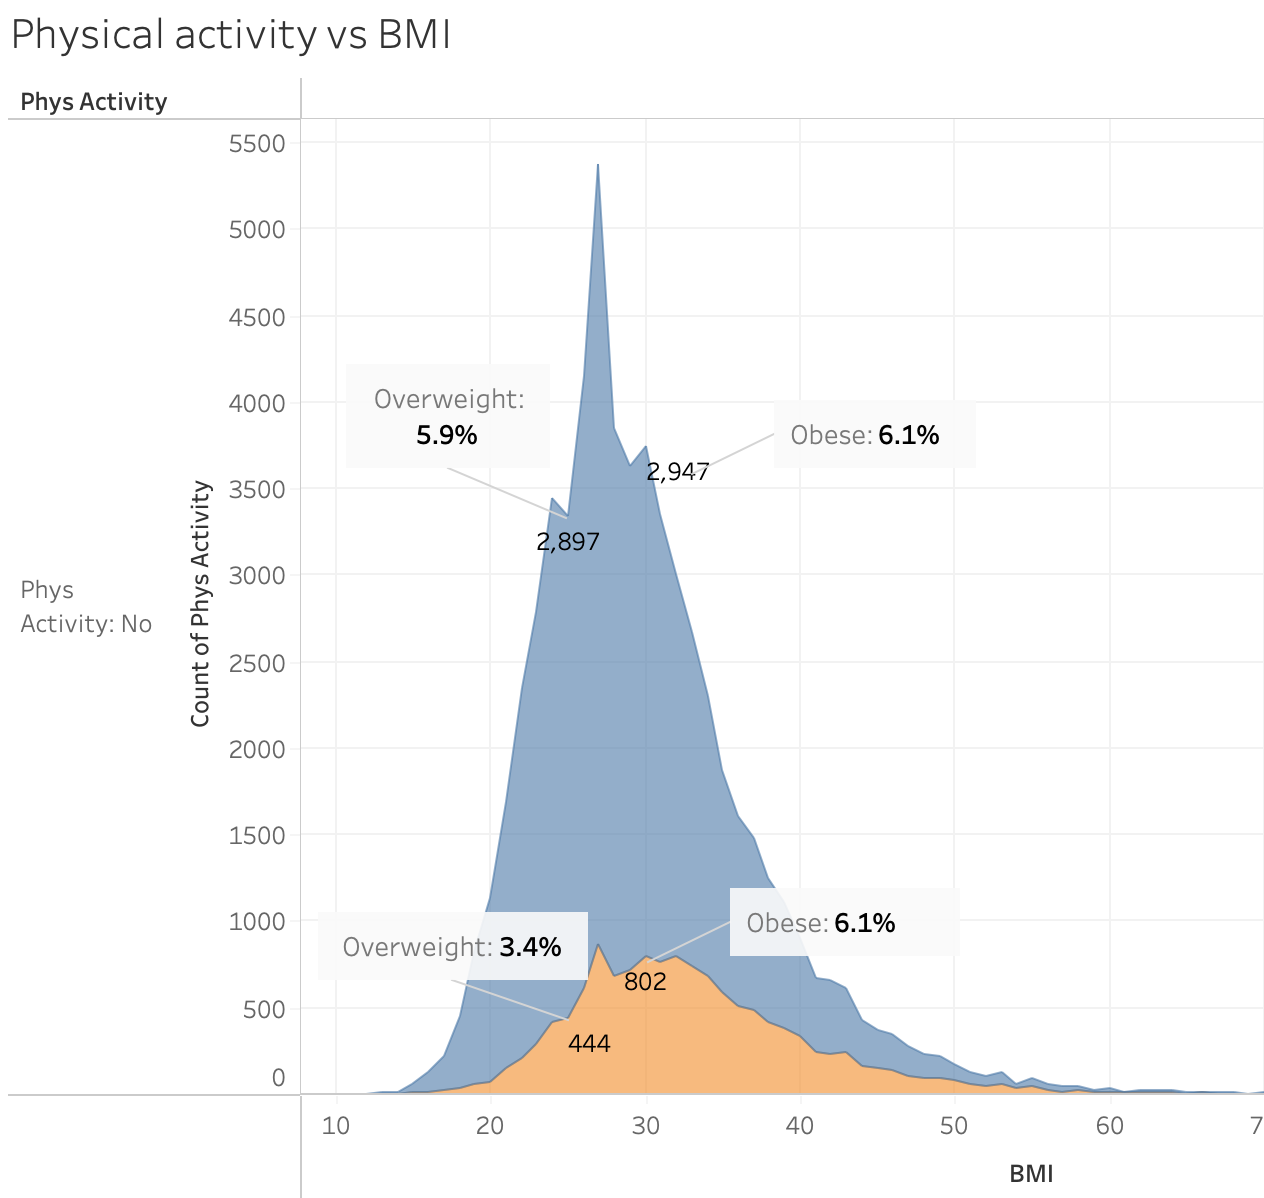 Physical activity vs BMI
Phys Activity
Phys
Activity: No
Count of Phys Activity
5500
5000
4500
4000
3500
3000
2500
2000
1500
1000
500
0
Overweight:
5.9%
Obese: 6.1%
2,947
2,897
Overweight: 3.4%
Obese: 6.1%
802
444
10
20
30
40
50
60
7
BMI